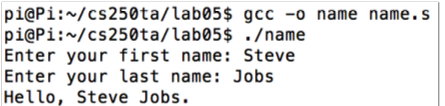 pi@Pi:~/cs250ta/lab05$ gcc -o name name.s
pi@Pi:~/cs250ta/lab05$ ./name
Enter your first name: Steve
Enter your last name: Jobs
Hello, Steve Jobs.